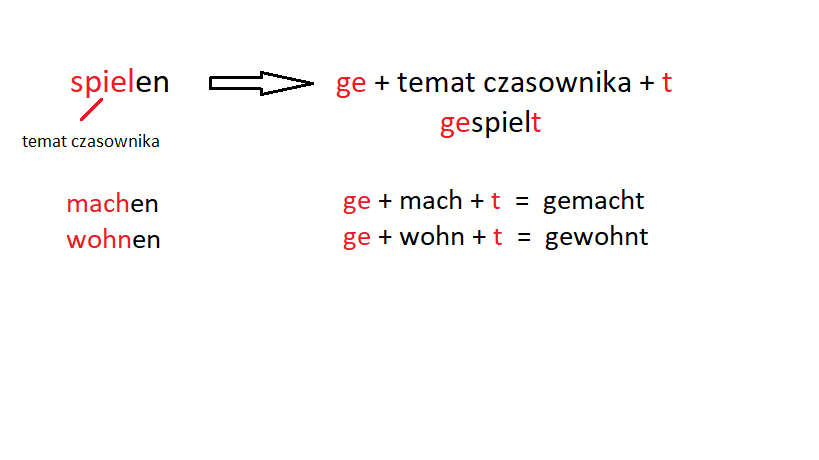 spielen ge + temat czasownika + t
gespielt
temat czasownika
machen ge + mach + t = gemacht
wohnen ge + wohn + t = gewohnt